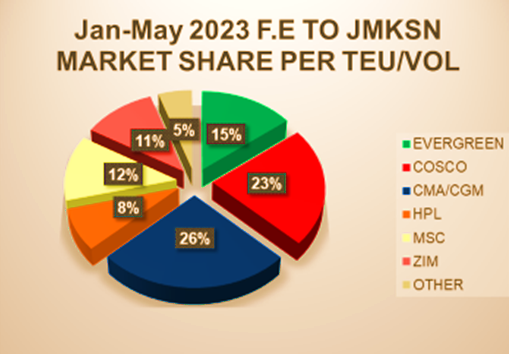 Jan-May 2023 F.E TO JMKSN
MARKET SHARE PER TEU/VOL
5%
15%
11%
12%
23%
8%
26%
EVERGREEN
COSCO
CMA/CGM
HPL
MSC
ZIM
OTHER